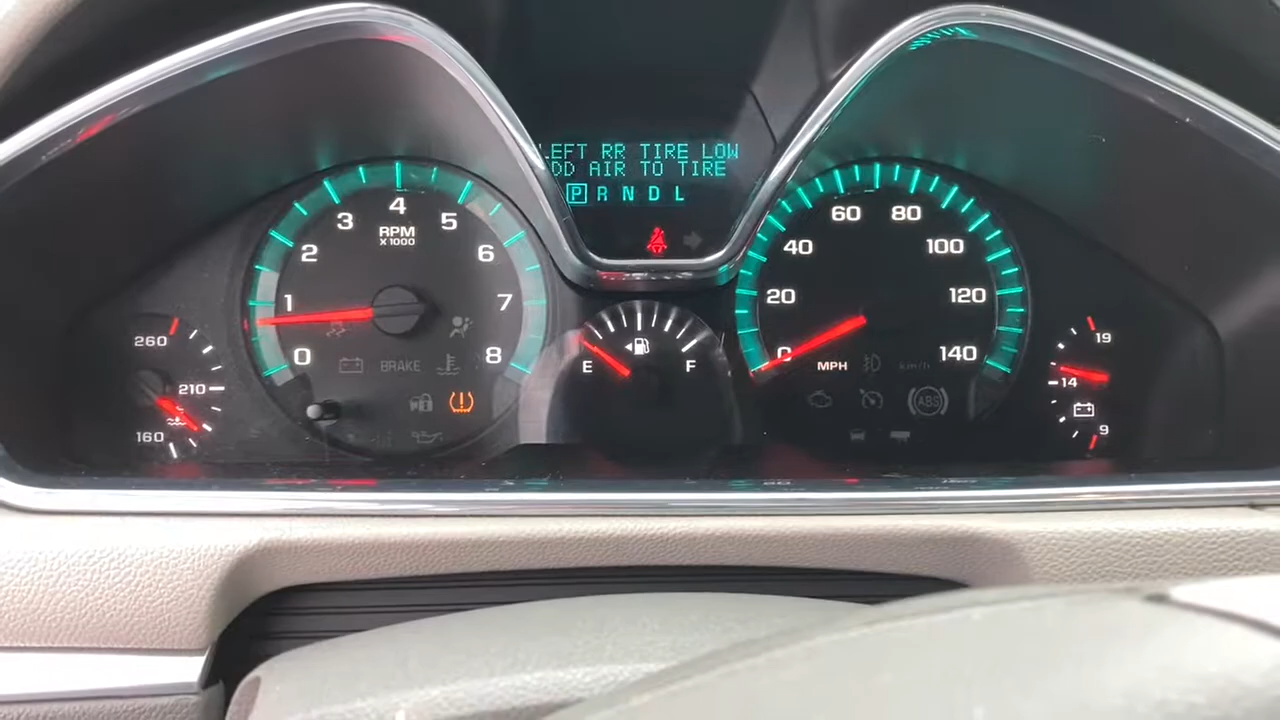 LEFT RR TIRE LOW
DD AIR TO TIRE
P R N D L
0 1 2 3 4 5 6 7 8
RPM
X1000
BRAKE
260
210
160
E F
0 20 40 60 80 100 120 140
MPH
km/h
ABS
19
14
9